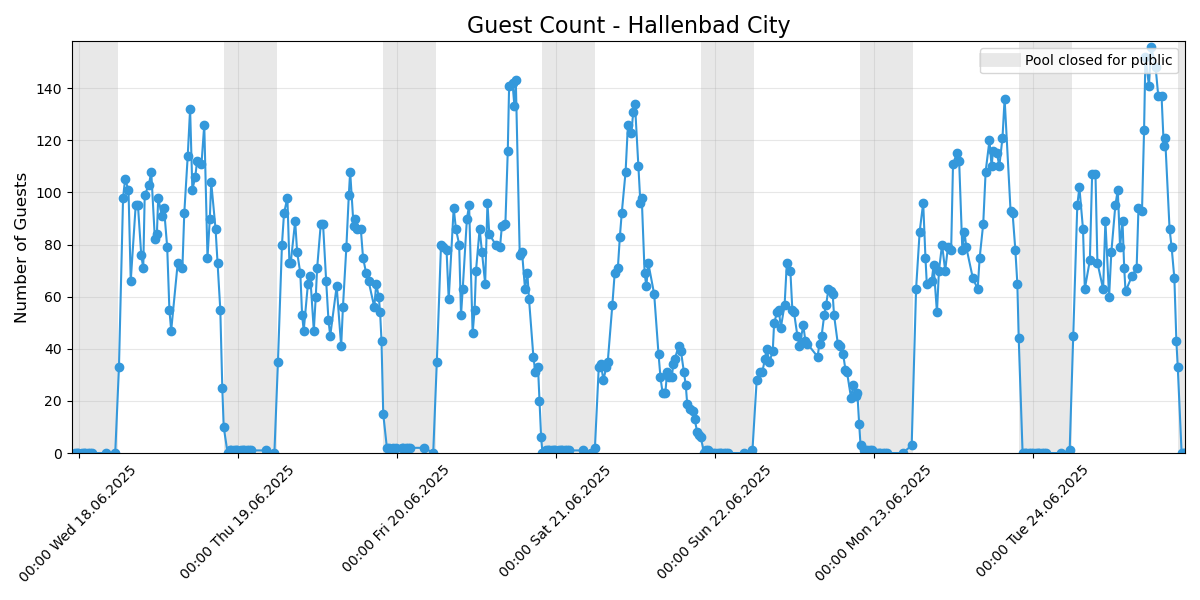 Guest Count - Hallenbad City
Pool closed for public
Number of Guests
140
120
100
80
60
40
20
0
00:00 Wed 18.06.2025
00:00 Thu 19.06.2025
00:00 Fri 20.06.2025
00:00 Sat 21.06.2025
00:00 Sun 22.06.2025
00:00 Mon 23.06.2025
00:00 Tue 24.06.2025